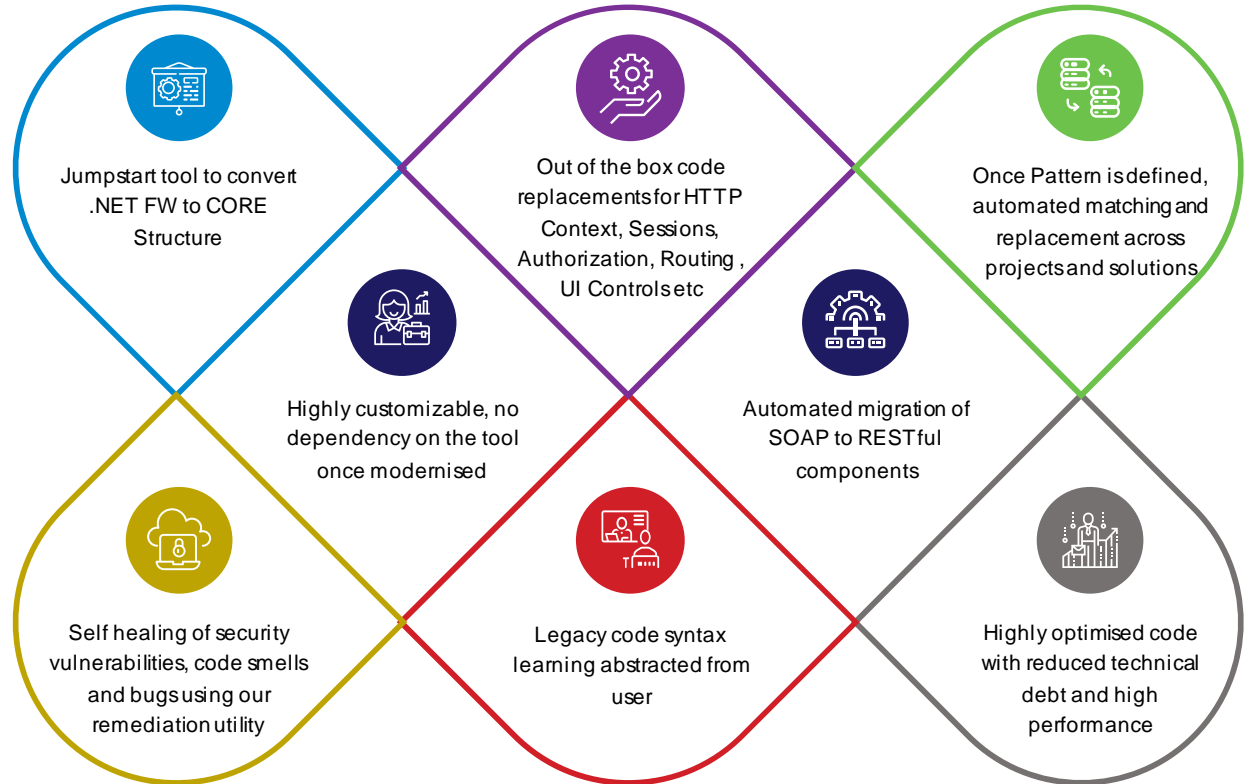 Jumpstart tool to convert
.NET FW to CORE
Structure
Out of the box code
replacements for HTTP
Context, Sessions,
Authorization, Routing ,
UI Controls etc
Once Pattern is defined,
automated matching and
replacement across
projects and solutions
Highly customizable, no
dependency on the tool
once modernised
Automated migration of
SOAP to RESTful
components
Self healing of security
vulnerabilities, code smells
and bugs using our
remediation utility
Legacy code syntax
learning abstracted from
user
Highly optimised code
with reduced technical
debt and high
performance